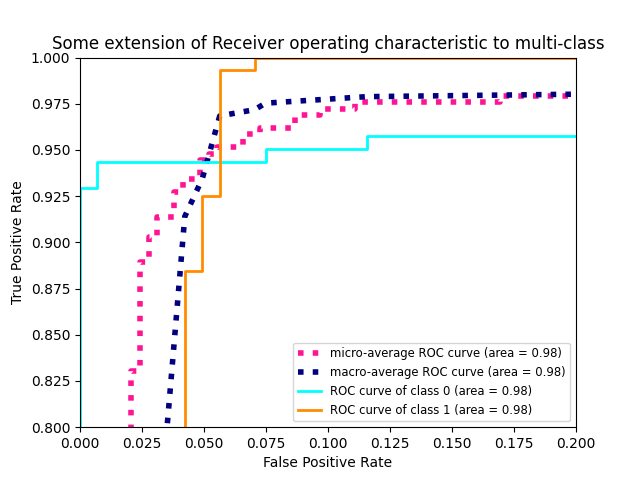 Some extension of Receiver operating characteristic to multi-class
1.000
0.975
0.950
0.925
0.900
0.875
0.850
0.825
0.800
True Positive Rate
micro-average ROC curve (area = 0.98)
macro-average ROC curve (area = 0.98)
ROC curve of class 0 (area = 0.98)
ROC curve of class 1 (area = 0.98)
0.000 0.025 0.050 0.075 0.100 0.125 0.150 0.175 0.200
False Positive Rate